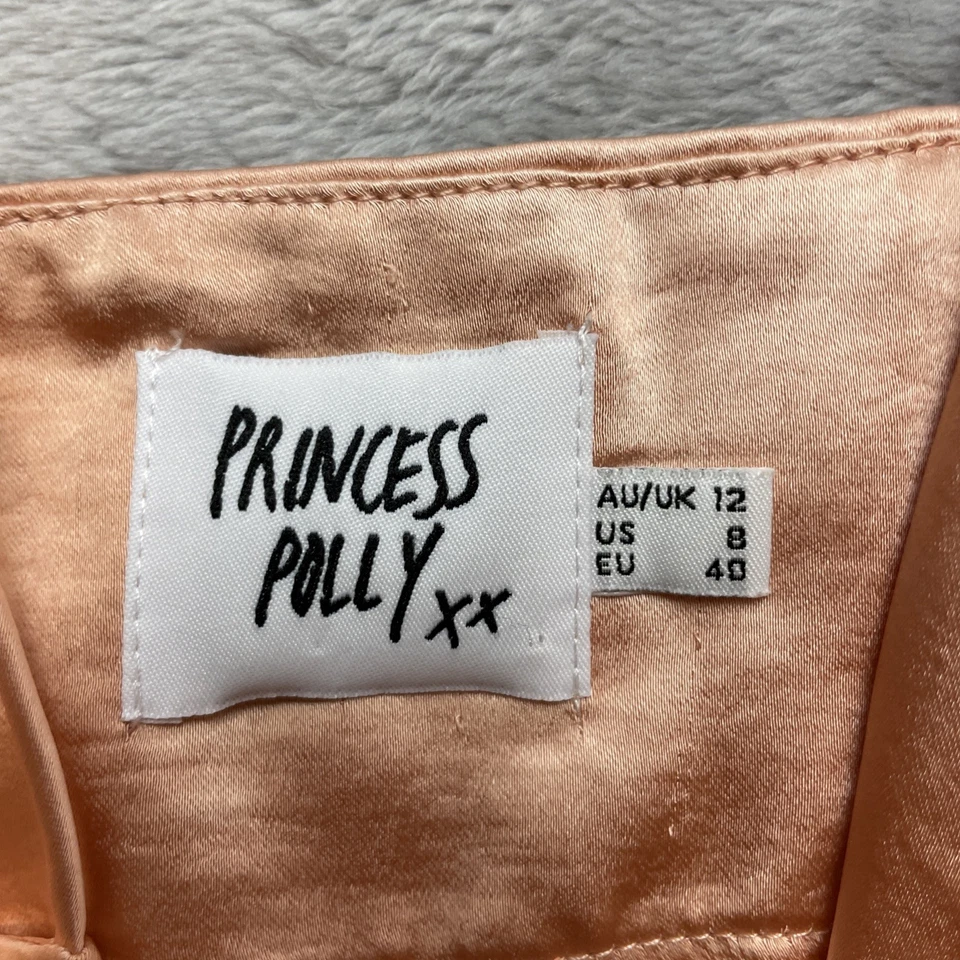 PRINCESS
POLLY xx
AU/UK 12
US 8
EU 40